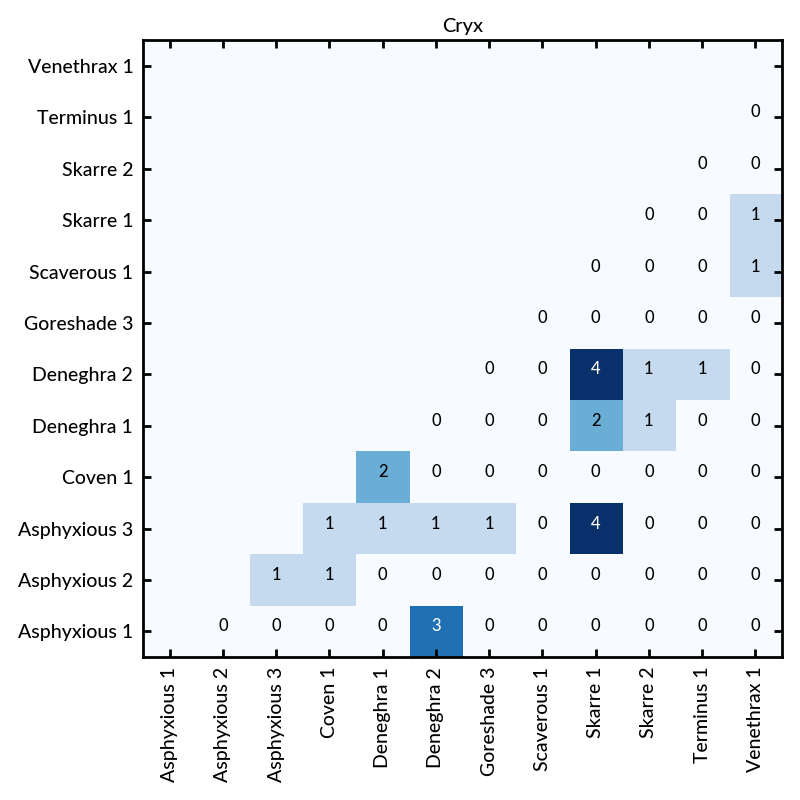 Cryx
Venethrax 1
Terminus 1 0
Skarre 2 0 0
Skarre 1 0 0 1
Scaverous 1 0 0 0 1
Goreshade 3 0 0 0 0 0
Deneghra 2 0 0 4 1 1 0
Deneghra 1 0 0 0 2 1 0 0
Coven 1 2 0 0 0 0 0 0 0
Asphyxious 3 1 1 1 1 0 4 0 0 0
Asphyxious 2 1 1 0 0 0 0 0 0 0 0
Asphyxious 1 0 0 0 0 3 0 0 0 0 0 0
Asphyxious 1
Asphyxious 2
Asphyxious 3
Coven 1
Deneghra 1
Deneghra 2
Goreshade 3
Scaverous 1
Skarre 1
Skarre 2
Terminus 1
Venethrax 1